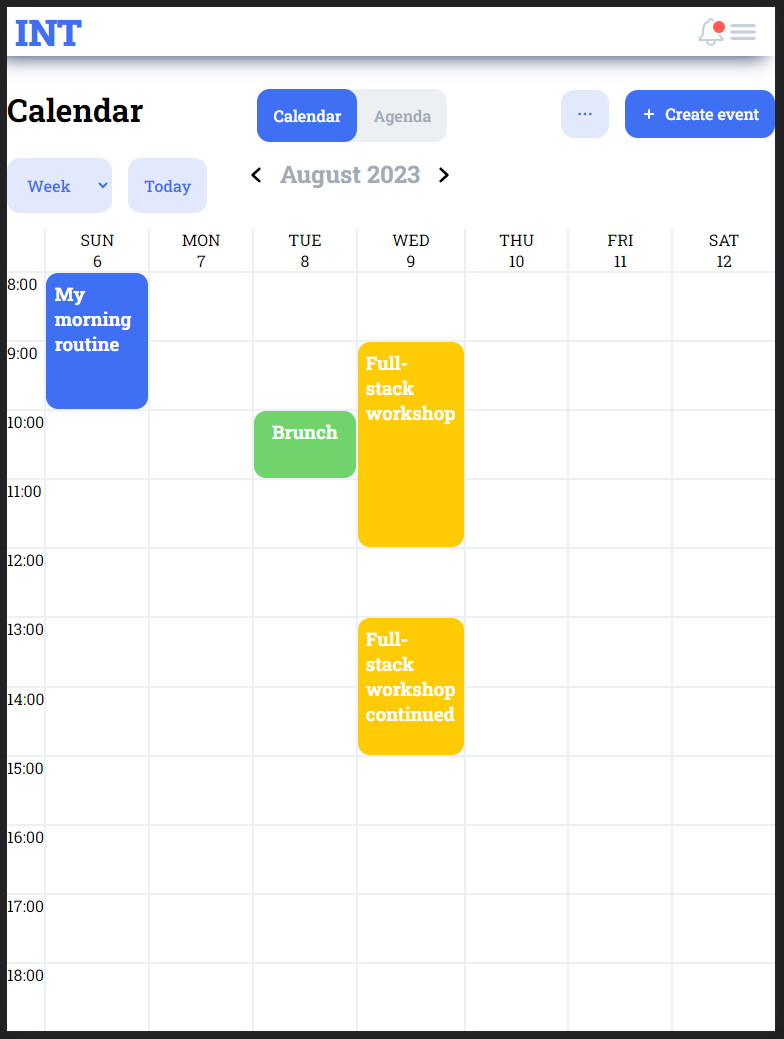 INT
Calendar
Calendar
Agenda
...
+ Create event
Week
Today
August 2023
SUN
6
MON
7
TUE
8
WED
9
THU
10
FRI
11
SAT
12
8:00
My
morning
routine
9:00
Full-
stack
workshop
10:00
Brunch
11:00
12:00
13:00
Full-
stack
workshop
continued
14:00
15:00
16:00
17:00
18:00